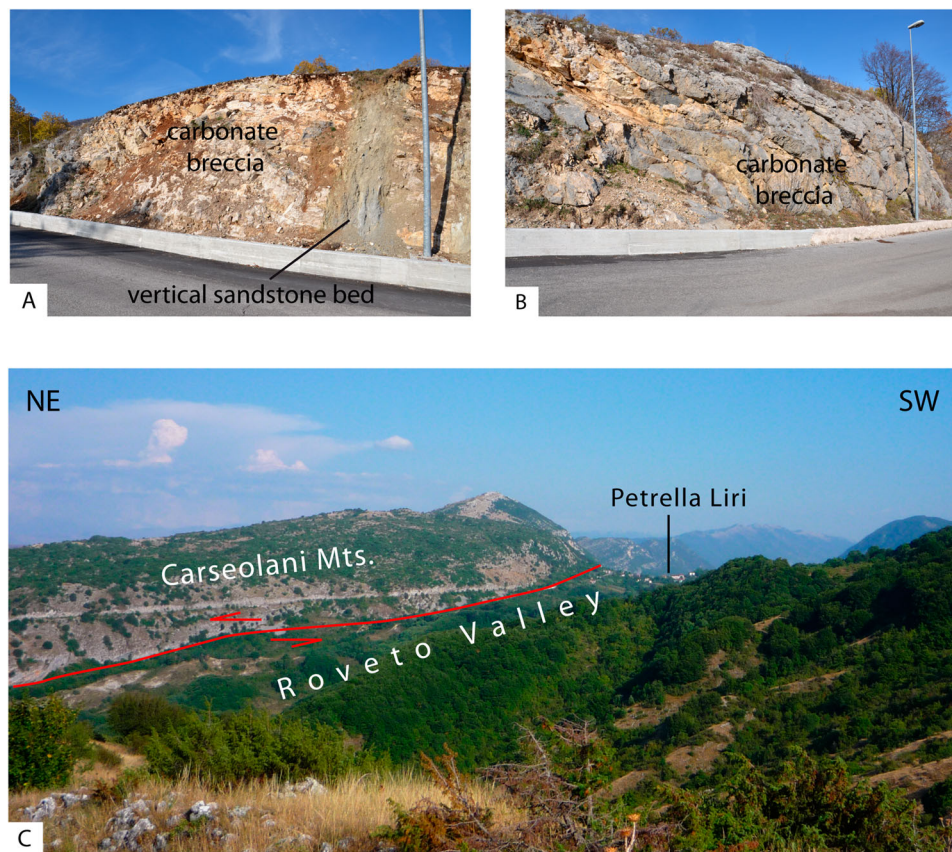 carbonate
breccia
vertical sandstone bed
A
carbonate
breccia
B
NE
SW
Petrella Liri
Carseolani Mts.
Roveto Valley
C